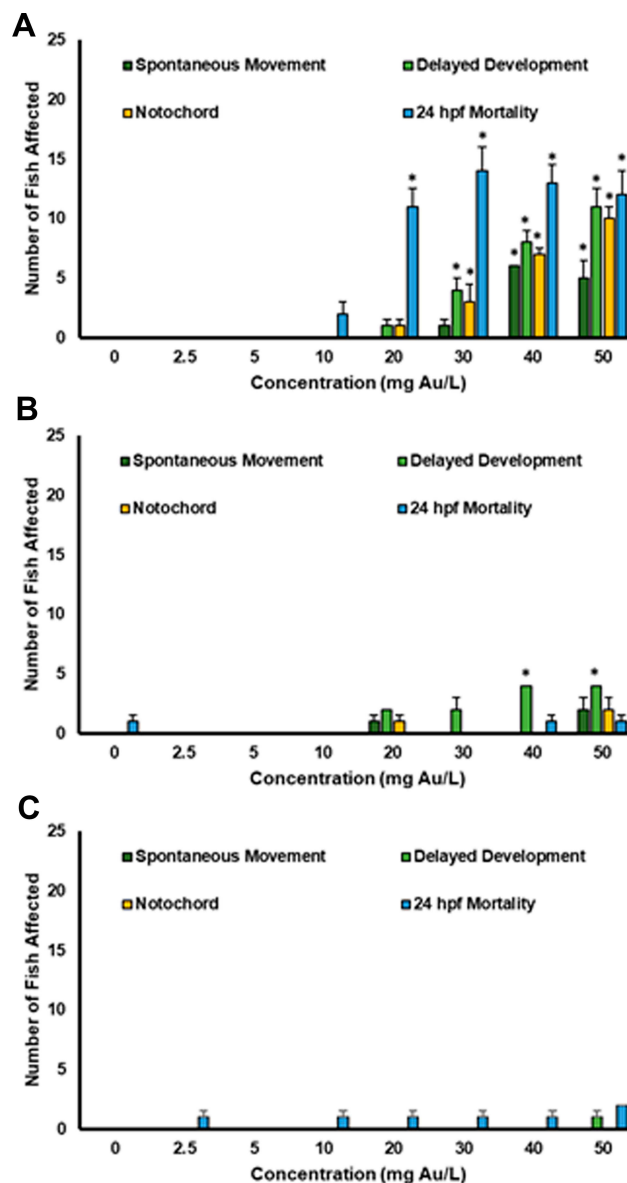 A
25
20
15
10
5
0
Number of Fish Affected
Spontaneous Movement
Delayed Development
Notochord
24 hpf Mortality
* * * * * * * * * * * *
0 2.5 5 10 20 30 40 50
Concentration (mg Au/L)
B
25
20
15
10
5
0
Number of Fish Affected
Spontaneous Movement
Delayed Development
Notochord
24 hpf Mortality
* *
0 2.5 5 10 20 30 40 50
Concentration (mg Au/L)
C
25
20
15
10
5
0
Number of Fish Affected
Spontaneous Movement
Delayed Development
Notochord
24 hpf Mortality
0 2.5 5 10 20 30 40 50
Concentration (mg Au/L)